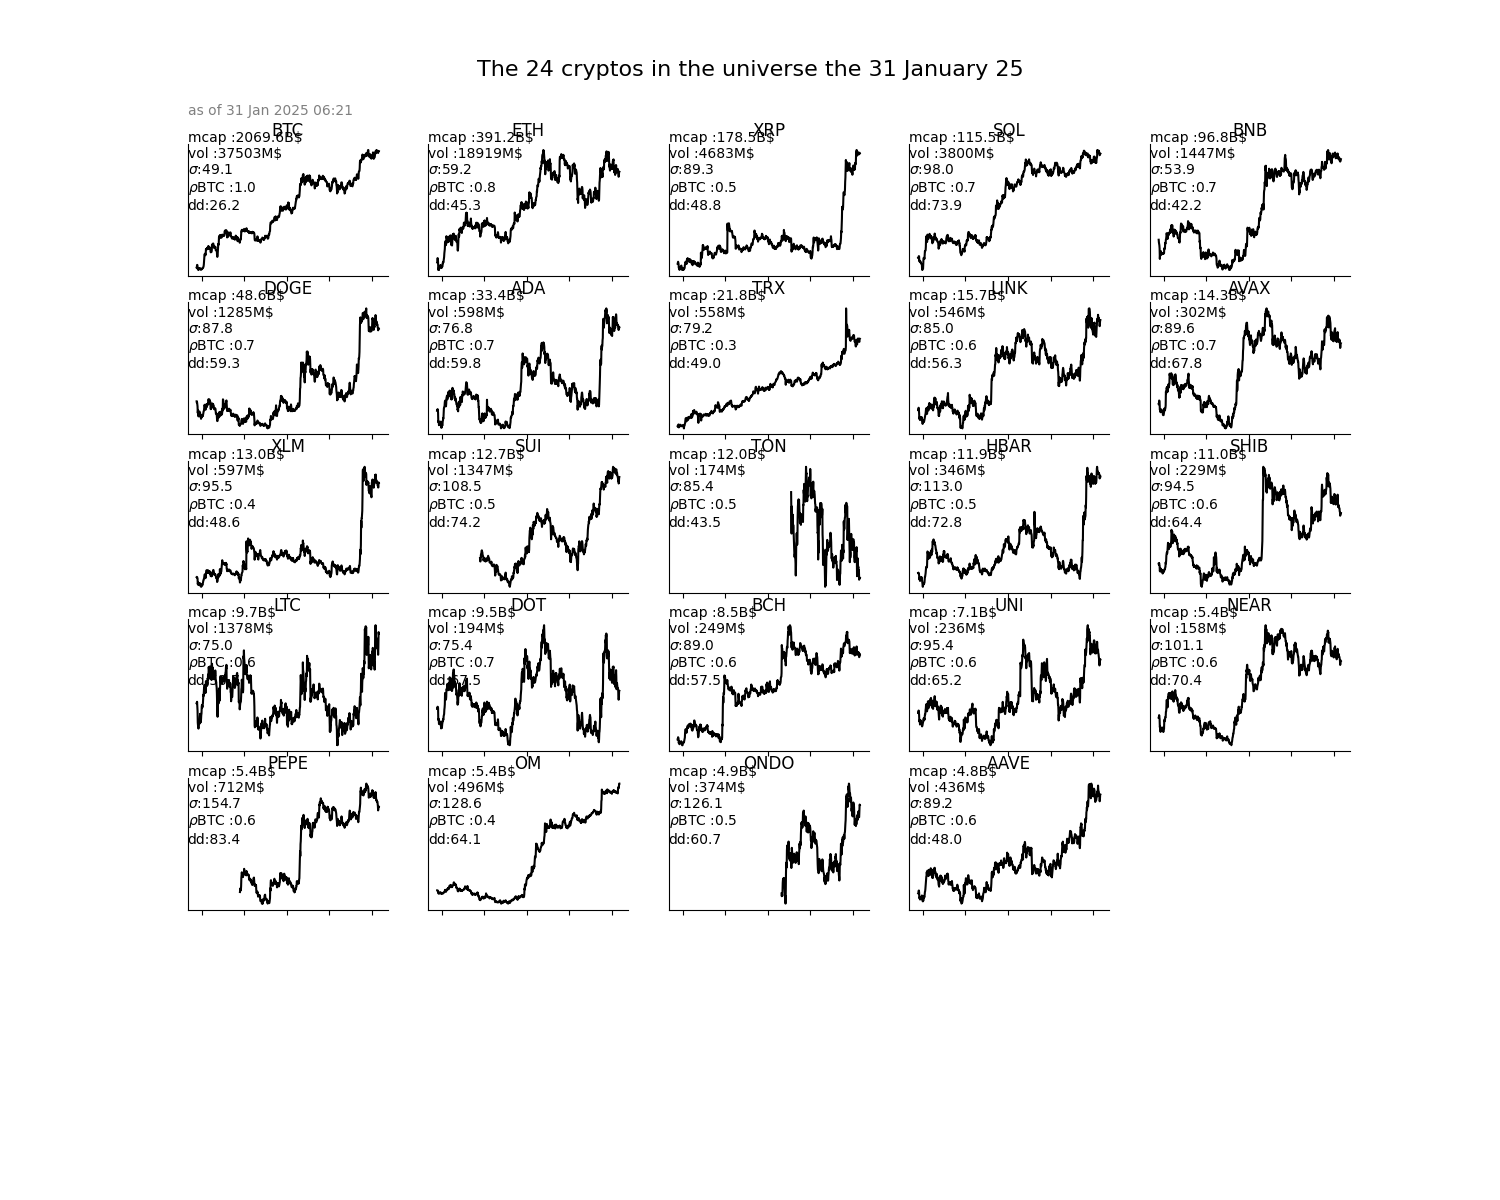 The 24 cryptos in the universe the 31 January 25
as of 31 Jan 2025 06:21
BTC
mcap :2069.6B$
vol :37503M$
σ:49.1
ρBTC :1.0
dd:26.2
ETH
mcap :391.2B$
vol :18919M$
σ:59.2
ρBTC :0.8
dd:45.3
XRP
mcap :178.5B$
vol :4683M$
σ:89.3
ρBTC :0.5
dd:48.8
SOL
mcap :115.5B$
vol :3800M$
σ:98.0
ρBTC :0.7
dd:73.9
BNB
mcap :96.8B$
vol :1447M$
σ:53.9
ρBTC :0.7
dd:42.2
DOGE
mcap :48.6B$
vol :1285M$
σ:87.8
ρBTC :0.7
dd:59.3
ADA
mcap :33.4B$
vol :598M$
σ:76.8
ρBTC :0.7
dd:59.8
TRX
mcap :21.8B$
vol :558M$
σ:79.2
ρBTC :0.3
dd:49.0
LINK
mcap :15.7B$
vol :546M$
σ:85.0
ρBTC :0.6
dd:56.3
AVAX
mcap :14.3B$
vol :302M$
σ:89.6
ρBTC :0.7
dd:67.8
XLM
mcap :13.0B$
vol :597M$
σ:95.5
ρBTC :0.4
dd:48.6
SUI
mcap :12.7B$
vol :1347M$
σ:108.5
ρBTC :0.5
dd:74.2
TON
mcap :12.0B$
vol :174M$
σ:85.4
ρBTC :0.5
dd:43.5
HBAR
mcap :11.9B$
vol :346M$
σ:113.0
ρBTC :0.5
dd:72.8
SHIB
mcap :11.0B$
vol :229M$
σ:94.5
ρBTC :0.6
dd:64.4
LTC
mcap :9.7B$
vol :1378M$
σ:75.0
ρBTC :0.6
DOT
mcap :9.5B$
vol :194M$
σ:75.4
ρBTC :0.7
dd:67.5
BCH
mcap :8.5B$
vol :249M$
σ:89.0
ρBTC :0.6
dd:57.5
UNI
mcap :7.1B$
vol :236M$
σ:95.4
ρBTC :0.6
dd:65.2
NEAR
mcap :5.4B$
vol :158M$
σ:101.1
ρBTC :0.6
dd:70.4
PEPE
mcap :5.4B$
vol :712M$
σ:154.7
ρBTC :0.6
dd:83.4
OM
mcap :5.4B$
vol :496M$
σ:128.6
ρBTC :0.4
dd:64.1
ONDO
mcap :4.9B$
vol :374M$
σ:126.1
ρBTC :0.5
dd:60.7
AAVE
mcap :4.8B$
vol :436M$
σ:89.2
ρBTC :0.6
dd:48.0